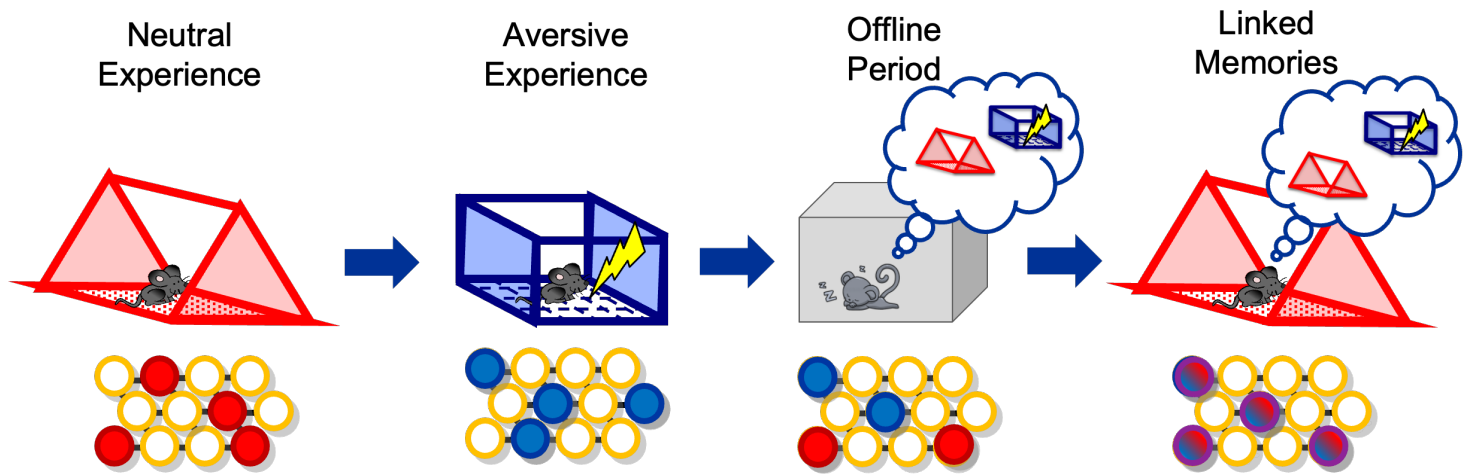 Neutral
Experience
Aversive
Experience
Offline
Period
Linked
Memories
z
z
z
z